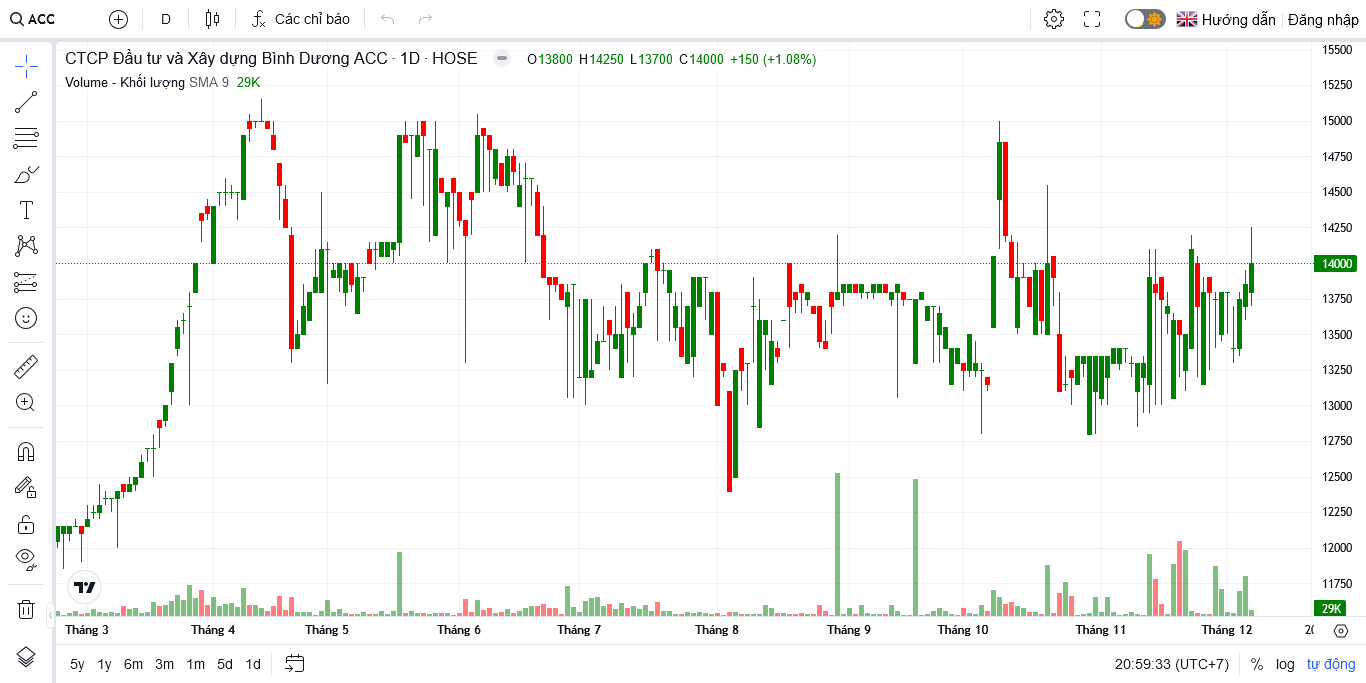 ACC D Các chỉ báo Hướng dẫn Đăng nhập
CTCP Đầu tư và Xây dựng Bình Dương ACC · 1D · HOSE O13800 H14250 L13700 C14000 +150 (+1.08%)
Volume - Khối lượng SMA 9 29K
15500
15250
15000
14750
14500
14250
14000
13750
13500
13250
13000
12750
12500
12250
12000
11750
29K
Tháng 3 Tháng 4 Tháng 5 Tháng 6 Tháng 7 Tháng 8 Tháng 9 Tháng 10 Tháng 11 Tháng 12
5y 1y 6m 3m 1m 5d 1d 20:59:33 (UTC+7) % log tự động